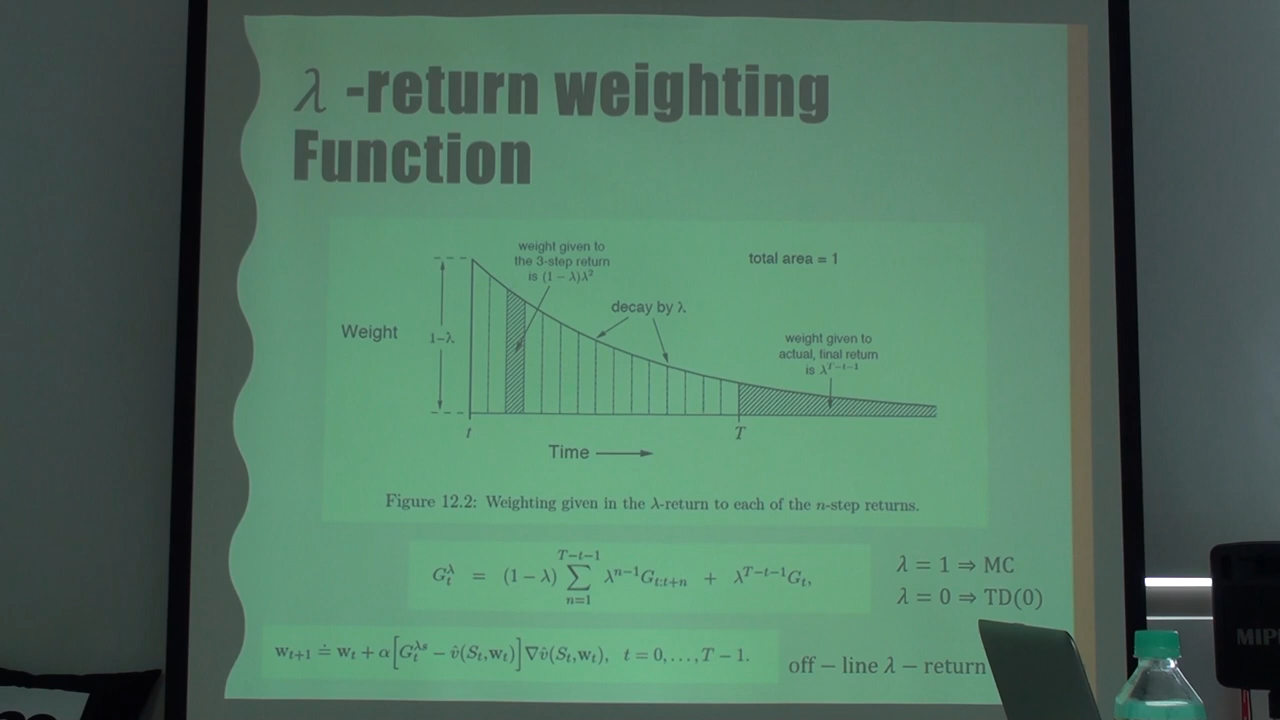 λ -return weighting
Function
weight given to
the 3-step return
is (1 − λ)λ²
total area = 1
decay by λ
Weight
1−λ
weight given to
actual, final return
is λ^{T−t−1}
t
T
Time
Figure 12.2: Weighting given in the λ-return to each of the n-step returns.
G_t^λ = (1 − λ) ∑_{n=1}^{T−t−1} λ^{n−1}G_{t:t+n} + λ^{T−t−1}G_t,
λ = 1 ⇒ MC
λ = 0 ⇒ TD(0)
w_{t+1} ≐ w_t + α[G_t^{λs} − v̂(S_t,w_t)]∇v̂(S_t,w_t), t = 0,...,T − 1.
off − line λ − return
MIP